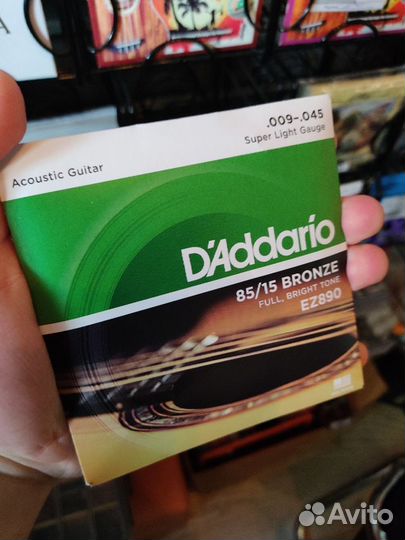 Acoustic Guitar
.009–.045
Super Light Gauge
D'Addario
85/15 BRONZE
FULL, BRIGHT TONE
EZ890
Avito